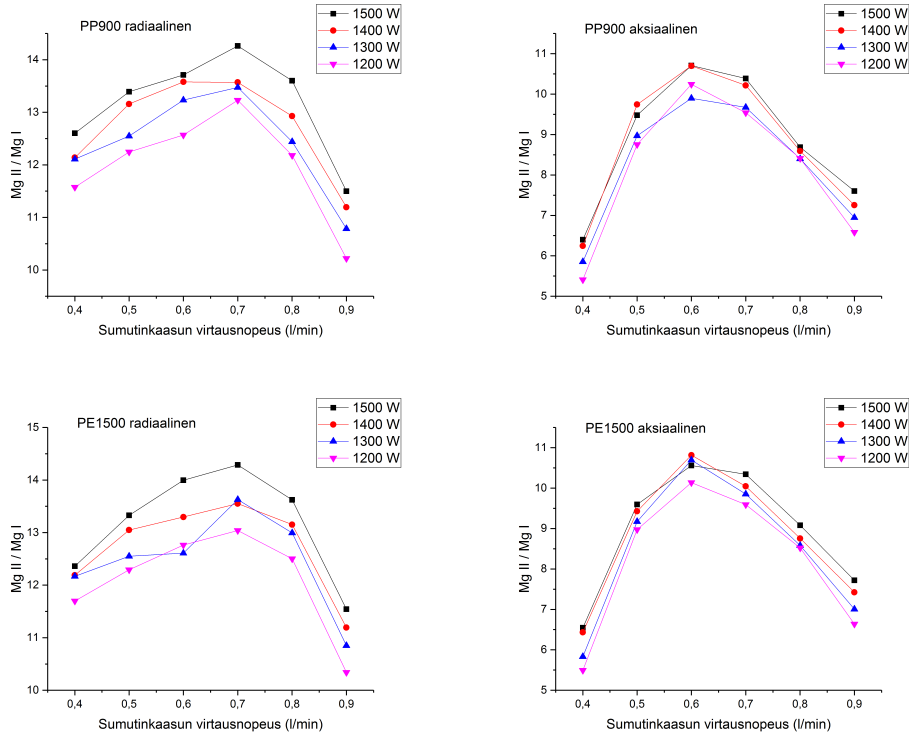 PP900 radiaalinen
1500 W
1400 W
1300 W
1200 W
14
13
12
11
10
Mg II / Mg I
0,4 0,5 0,6 0,7 0,8 0,9
Sumutinkaasun virtausnopeus (l/min)
PP900 aksiaalinen
1500 W
1400 W
1300 W
1200 W
11
10
9
8
7
6
5
Mg II / Mg I
0,4 0,5 0,6 0,7 0,8 0,9
Sumutinkaasun virtausnopeus (l/min)
PE1500 radiaalinen
1500 W
1400 W
1300 W
1200 W
15
14
13
12
11
10
Mg II / Mg I
0,4 0,5 0,6 0,7 0,8 0,9
Sumutinkaasun virtausnopeus (l/min)
PE1500 aksiaalinen
1500 W
1400 W
1300 W
1200 W
11
10
9
8
7
6
5
Mg II / Mg I
0,4 0,5 0,6 0,7 0,8 0,9
Sumutinkaasun virtausnopeus (l/min)